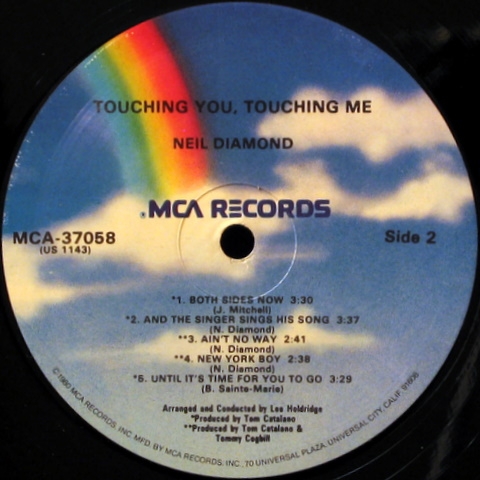 TOUCHING YOU, TOUCHING ME
NEIL DIAMOND
®MCA RECORDS
MCA-37058
(US 1143)
Side 2
*1. BOTH SIDES NOW 3:30
(J. Mitchell)
*2. AND THE SINGER SINGS HIS SONG 3:37
(N. Diamond)
**3. AIN'T NO WAY 2:41
(N. Diamond)
**4. NEW YORK BOY 2:38
(N. Diamond)
*5. UNTIL IT'S TIME FOR YOU TO GO 3:29
(B. Sainte-Marie)
Arranged and Conducted by Lee Holdridge
*Produced by Tom Catalano
**Produced by Tom Catalano &
Tommy Cogbill
©1980 MCA RECORDS, INC. MFD. BY MCA RECORDS, INC., 70 UNIVERSAL PLAZA, UNIVERSAL CITY, CALIF. 91608